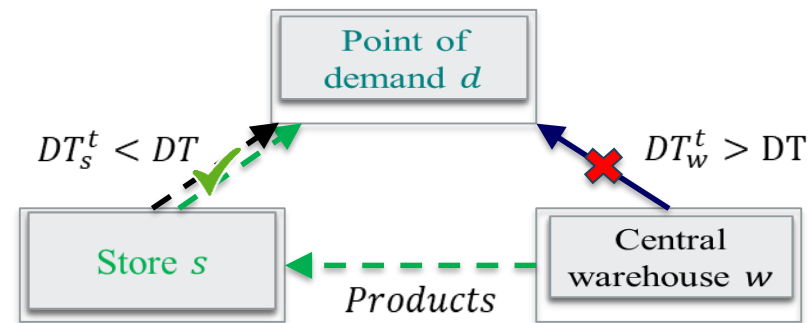 Point of
demand d
DT_s^t < DT
DT_w^t > DT
Store s
Central
warehouse w
Products